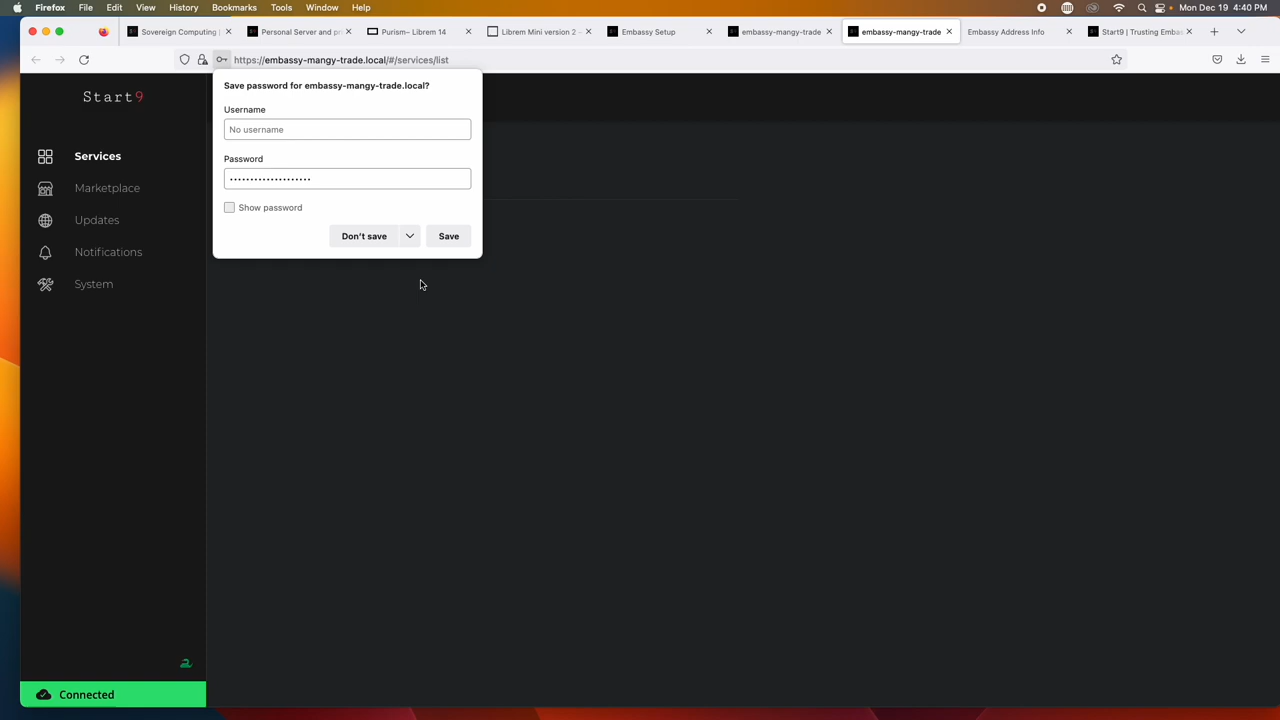 Firefox File Edit View History Bookmarks Tools Window Help Mon Dec 19 4:40 PM
Sovereign Computing | Personal Server and pr Purism– Librem 14 Librem Mini version 2 - Embassy Setup embassy-mangy-trade embassy-mangy-trade Embassy Address Info Start9 | Trusting Embas
https://embassy-mangy-trade.local/#/services/list
Start9
Services
Marketplace
Updates
Notifications
System
Connected
Save password for embassy-mangy-trade.local?
Username
No username
Password
••••••••••••••••••••
Show password
Don't save Save